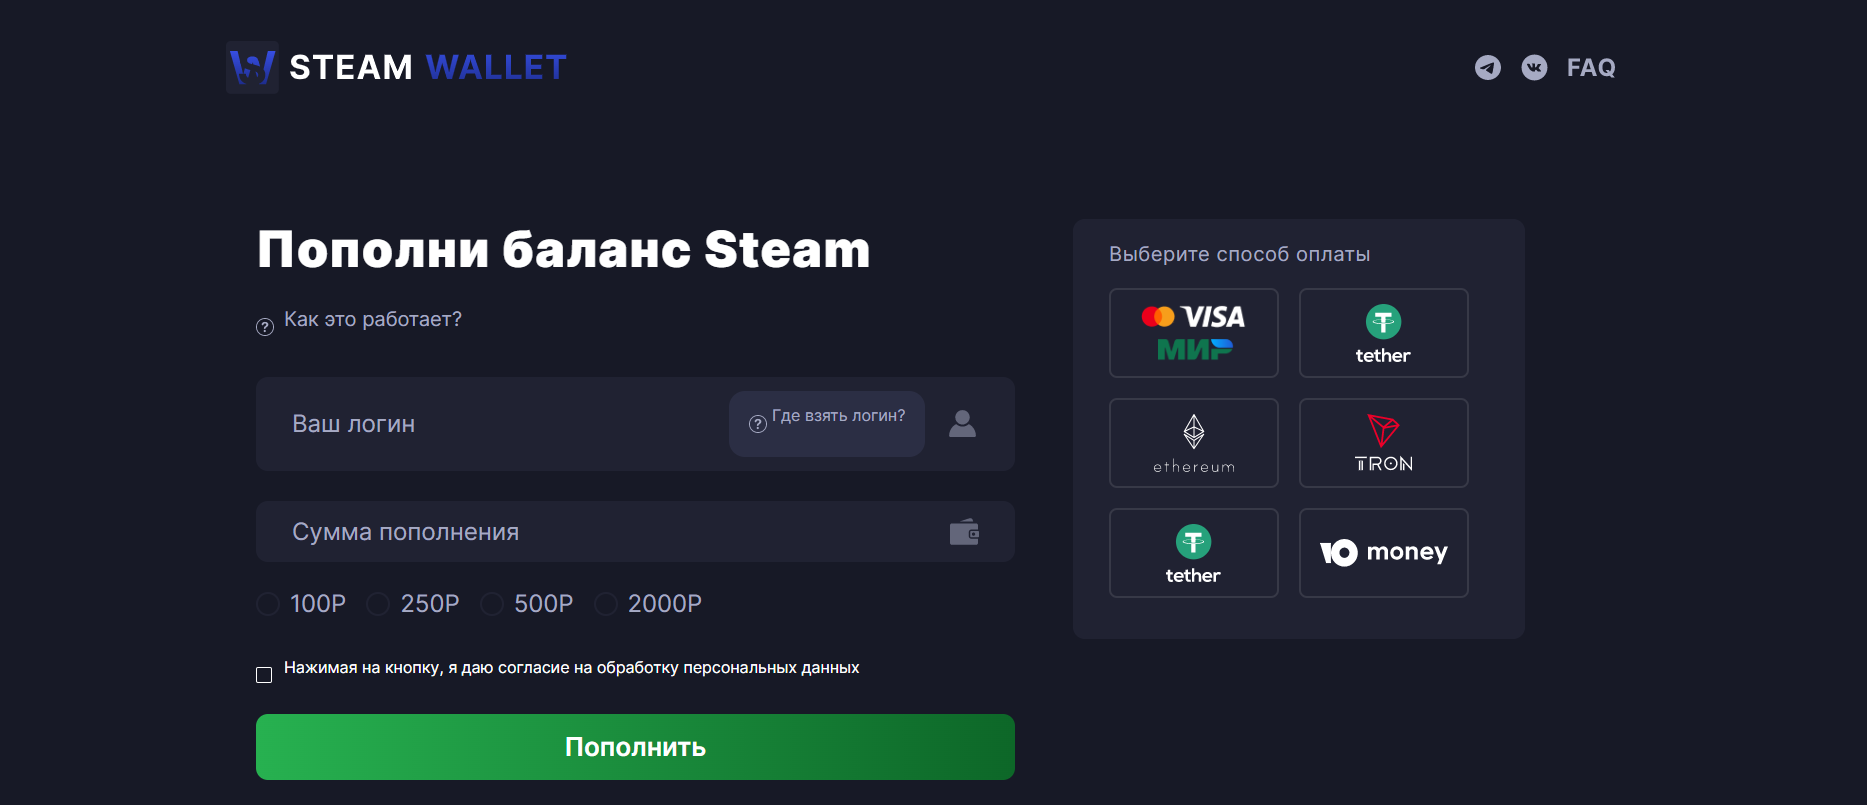 STEAM WALLET
FAQ
Пополни баланс Steam
? Как это работает?
Ваш логин
? Где взять логин?
Сумма пополнения
100Р 250Р 500Р 2000Р
Нажимая на кнопку, я даю согласие на обработку персональных данных
Пополнить
Выберите способ оплаты
VISA
МИР
tether
ethereum
TRON
tether
Ю money